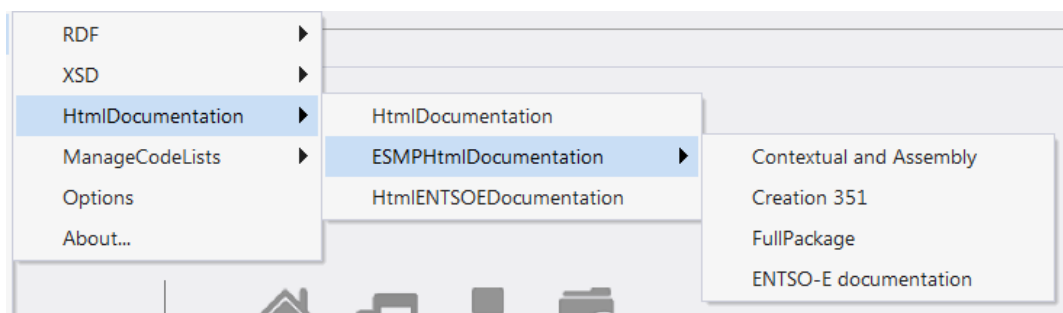 RDF
XSD
HtmlDocumentation
ManageCodeLists
Options
About...
HtmlDocumentation
ESMPHtmlDocumentation
HtmlENTSOEDocumentation
Contextual and Assembly
Creation 351
FullPackage
ENTSO-E documentation